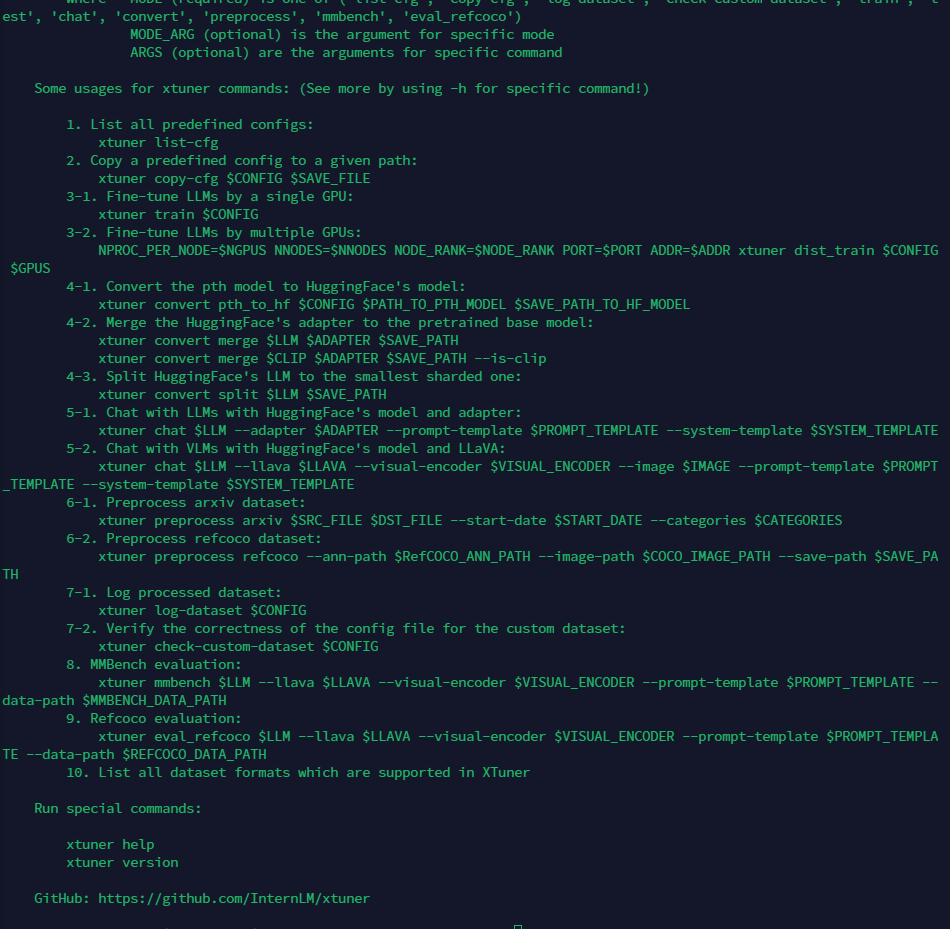 est', 'chat', 'convert', 'preprocess', 'mmbench', 'eval_refcoco')
MODE_ARG (optional) is the argument for specific mode
ARGS (optional) are the arguments for specific command
Some usages for xtuner commands: (See more by using -h for specific command!)
1. List all predefined configs:
xtuner list-cfg
2. Copy a predefined config to a given path:
xtuner copy-cfg $CONFIG $SAVE_FILE
3-1. Fine-tune LLMs by a single GPU:
xtuner train $CONFIG
3-2. Fine-tune LLMs by multiple GPUs:
NPROC_PER_NODE=$NGPUS NNODES=$NNODES NODE_RANK=$NODE_RANK PORT=$PORT ADDR=$ADDR xtuner dist_train $CONFIG
$GPUS
4-1. Convert the pth model to HuggingFace's model:
xtuner convert pth_to_hf $CONFIG $PATH_TO_PTH_MODEL $SAVE_PATH_TO_HF_MODEL
4-2. Merge the HuggingFace's adapter to the pretrained base model:
xtuner convert merge $LLM $ADAPTER $SAVE_PATH
xtuner convert merge $CLIP $ADAPTER $SAVE_PATH --is-clip
4-3. Split HuggingFace's LLM to the smallest sharded one:
xtuner convert split $LLM $SAVE_PATH
5-1. Chat with LLMs with HuggingFace's model and adapter:
xtuner chat $LLM --adapter $ADAPTER --prompt-template $PROMPT_TEMPLATE --system-template $SYSTEM_TEMPLATE
5-2. Chat with VLMs with HuggingFace's model and LLaVA:
xtuner chat $LLM --llava $LLAVA --visual-encoder $VISUAL_ENCODER --image $IMAGE --prompt-template $PROMPT
_TEMPLATE --system-template $SYSTEM_TEMPLATE
6-1. Preprocess arxiv dataset:
xtuner preprocess arxiv $SRC_FILE $DST_FILE --start-date $START_DATE --categories $CATEGORIES
6-2. Preprocess refcoco dataset:
xtuner preprocess refcoco --ann-path $RefCOCO_ANN_PATH --image-path $COCO_IMAGE_PATH --save-path $SAVE_PA
TH
7-1. Log processed dataset:
xtuner log-dataset $CONFIG
7-2. Verify the correctness of the config file for the custom dataset:
xtuner check-custom-dataset $CONFIG
8. MMBench evaluation:
xtuner mmbench $LLM --llava $LLAVA --visual-encoder $VISUAL_ENCODER --prompt-template $PROMPT_TEMPLATE --
data-path $MMBENCH_DATA_PATH
9. Refcoco evaluation:
xtuner eval_refcoco $LLM --llava $LLAVA --visual-encoder $VISUAL_ENCODER --prompt-template $PROMPT_TEMPLA
TE --data-path $REFCOCO_DATA_PATH
10. List all dataset formats which are supported in XTuner
Run special commands:
xtuner help
xtuner version
GitHub: https://github.com/InternLM/xtuner